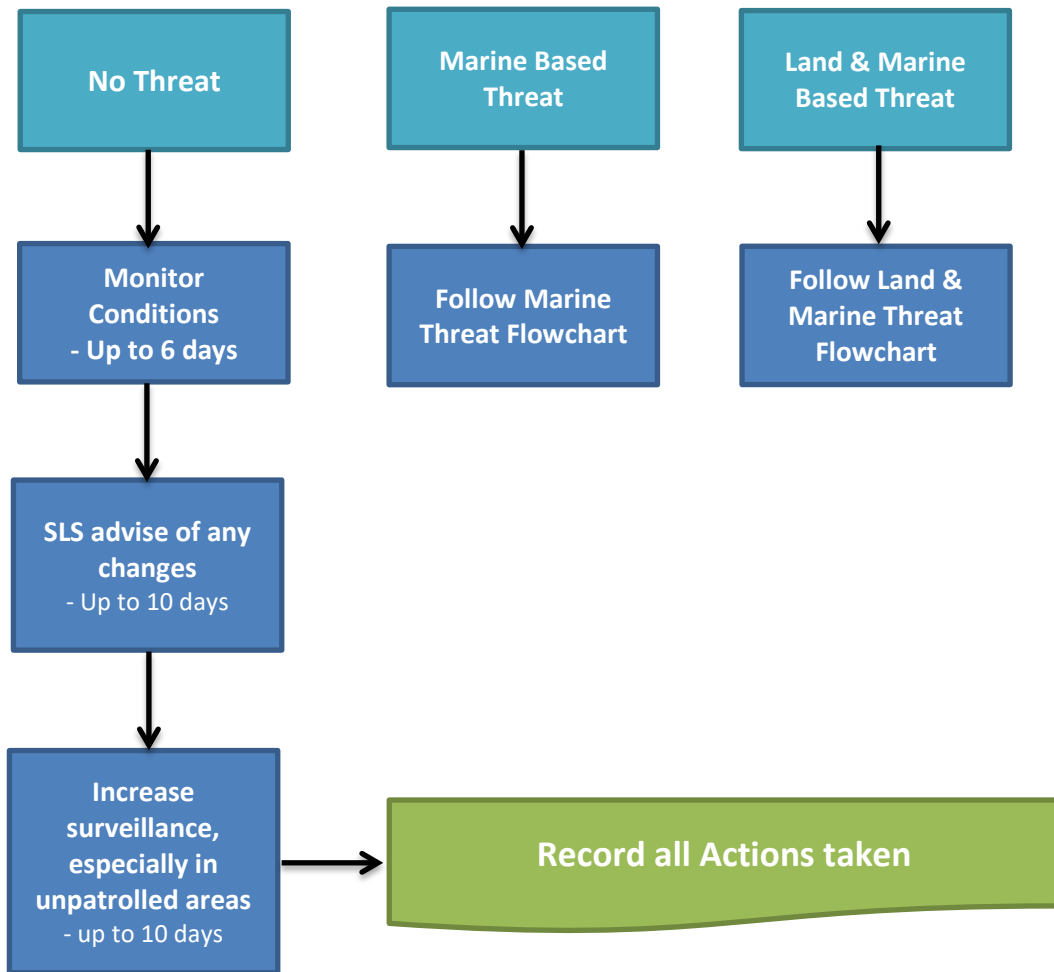 No Threat
Marine Based
Threat
Land & Marine
Based Threat
Monitor
Conditions
- Up to 6 days
Follow Marine
Threat Flowchart
Follow Land &
Marine Threat
Flowchart
SLS advise of any
changes
- Up to 10 days
Increase
surveillance,
especially in
unpatrolled areas
- up to 10 days
Record all Actions taken